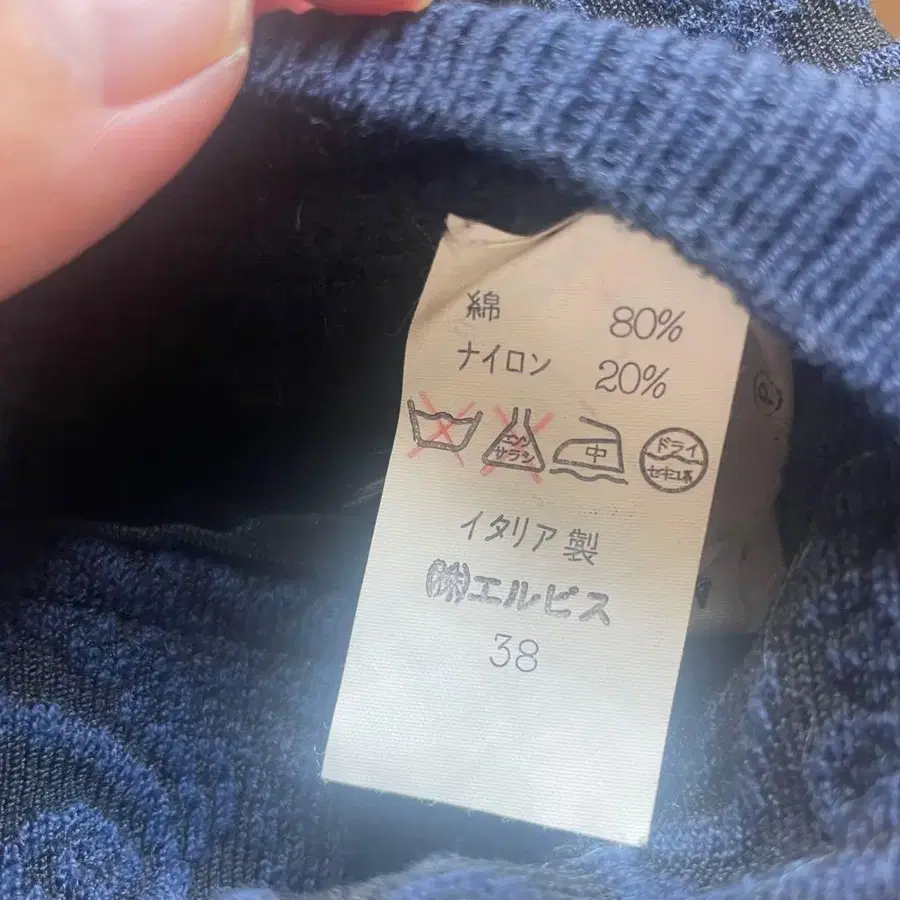 綿 80%
ナイロン 20%
エンソ
サラシ
中
ドライ
セキユ系
イタリア製
(株)エルビス
38